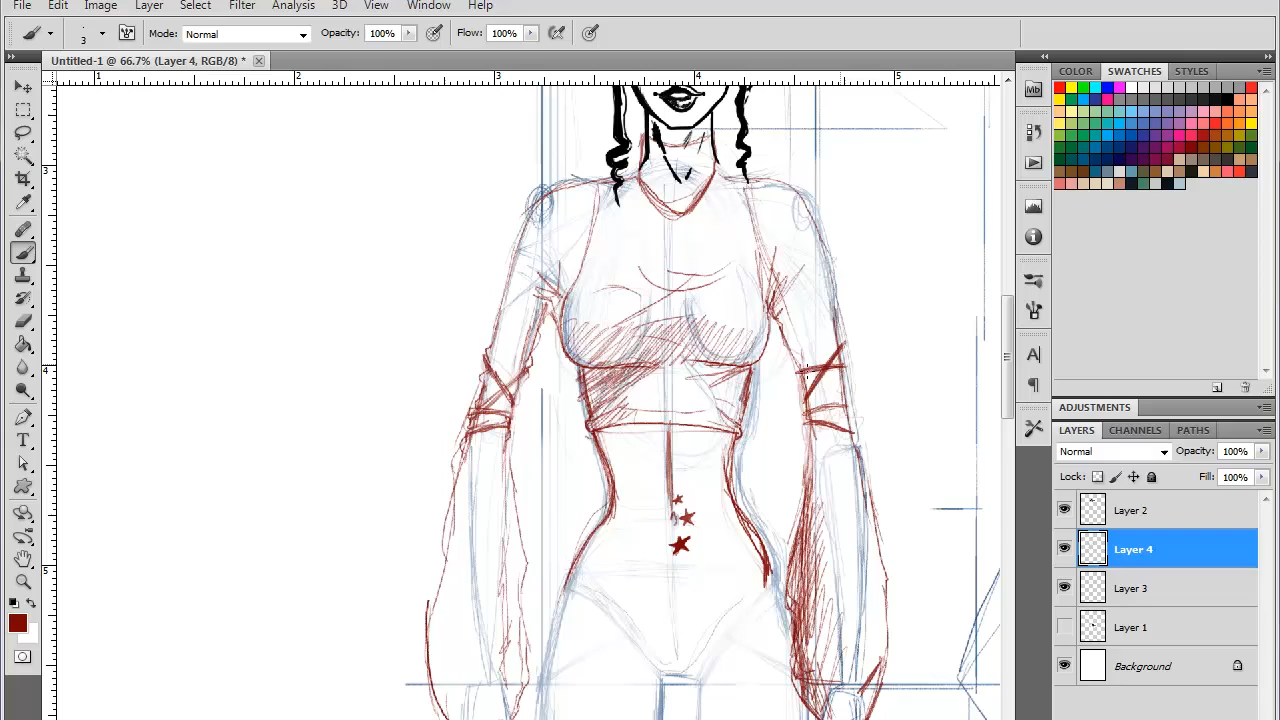 File Edit Image Layer Select Filter Analysis 3D View Window Help
3 Mode: Normal Opacity: 100% Flow: 100%
Untitled-1 @ 66.7% (Layer 4, RGB/8) * x
1 2 3 4 5
3
4
5
COLOR SWATCHES STYLES
Mb
A
ADJUSTMENTS
LAYERS CHANNELS PATHS
Normal Opacity: 100%
Lock: Fill: 100%
Layer 2
Layer 4
Layer 3
Layer 1
Background